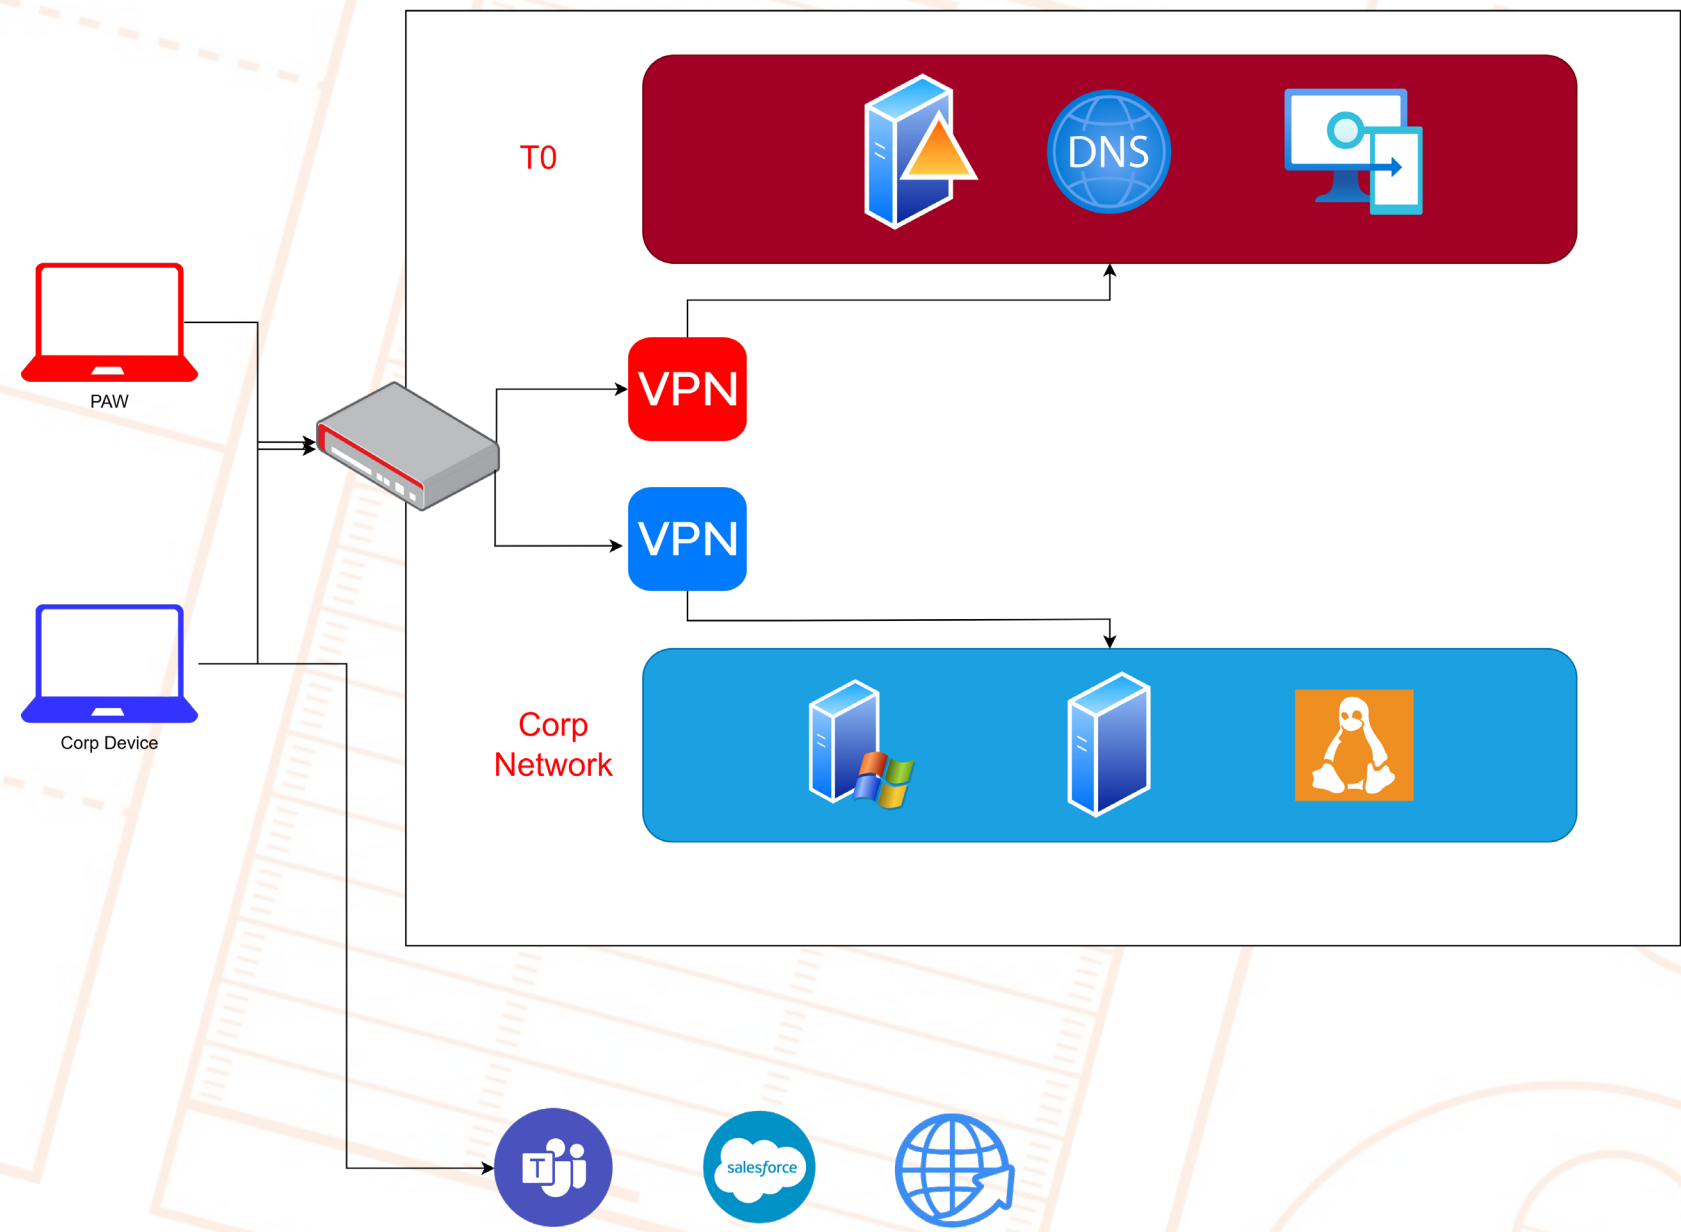 T0
DNS
PAW
VPN
VPN
Corp
Network
Corp Device
T
salesforce